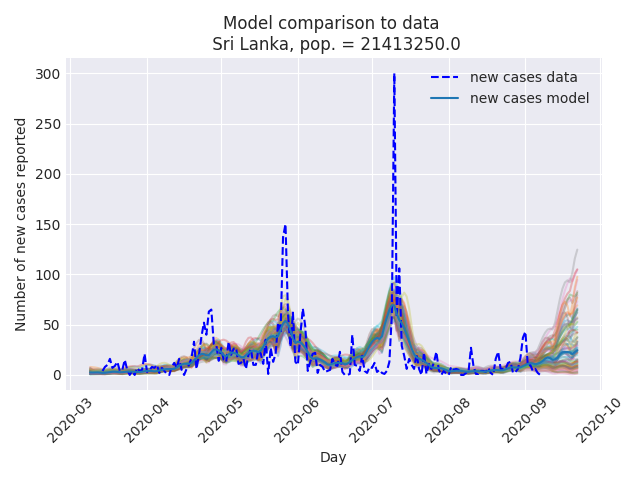 Model comparison to data
Sri Lanka, pop. = 21413250.0
new cases data
new cases model
Number of new cases reported
300
250
200
150
100
50
0
2020-03
2020-04
2020-05
2020-06
2020-07
2020-08
2020-09
2020-10
Day